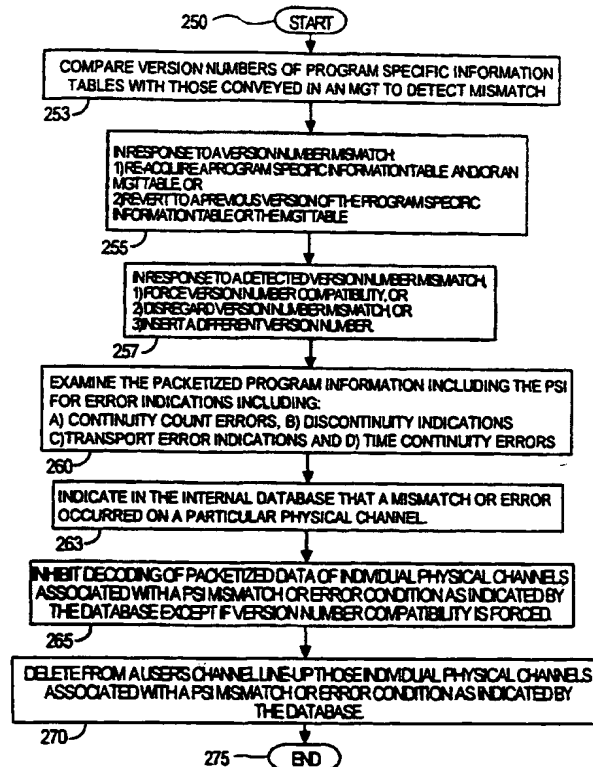 250 START
COMPARE VERSION NUMBERS OF PROGRAM SPECIFIC INFORMATION
TABLES WITH THOSE CONVEYED IN AN MGT TO DETECT MISMATCH
253
IN RESPONSE TO A VERSION NUMBER MISMATCH:
1) RE-ACQUIRE A PROGRAM SPECIFIC INFORMATION TABLE AND/OR AN
MGT TABLE, OR
2) REVERT TO A PREVIOUS VERSION OF THE PROGRAM SPECIFIC
INFORMATION TABLE OR THE MGT TABLE
255
IN RESPONSE TO A DETECTED VERSION NUMBER MISMATCH,
1) FORCE VERSION NUMBER COMPATIBILITY, OR
2) DISREGARD VERSION NUMBER MISMATCH, OR
3) INSERT A DIFFERENT VERSION NUMBER.
257
EXAMINE THE PACKETIZED PROGRAM INFORMATION INCLUDING THE PSI
FOR ERROR INDICATIONS INCLUDING:
A) CONTINUITY COUNT ERRORS, B) DISCONTINUITY INDICATIONS
C) TRANSPORT ERROR INDICATIONS AND D) TIME CONTINUITY ERRORS
260
INDICATE IN THE INTERNAL DATABASE THAT A MISMATCH OR ERROR
OCCURRED ON A PARTICULAR PHYSICAL CHANNEL.
263
INHIBIT DECODING OF PACKETIZED DATA OF INDIVIDUAL PHYSICAL CHANNELS
ASSOCIATED WITH A PSI MISMATCH OR ERROR CONDITION AS INDICATED BY
THE DATABASE EXCEPT IF VERSION NUMBER COMPATIBILITY IS FORCED.
265
DELETE FROM A USERS CHANNEL LINE-UP THOSE INDIVIDUAL PHYSICAL CHANNELS
ASSOCIATED WITH A PSI MISMATCH OR ERROR CONDITION AS INDICATED BY
THE DATABASE.
270
275 END